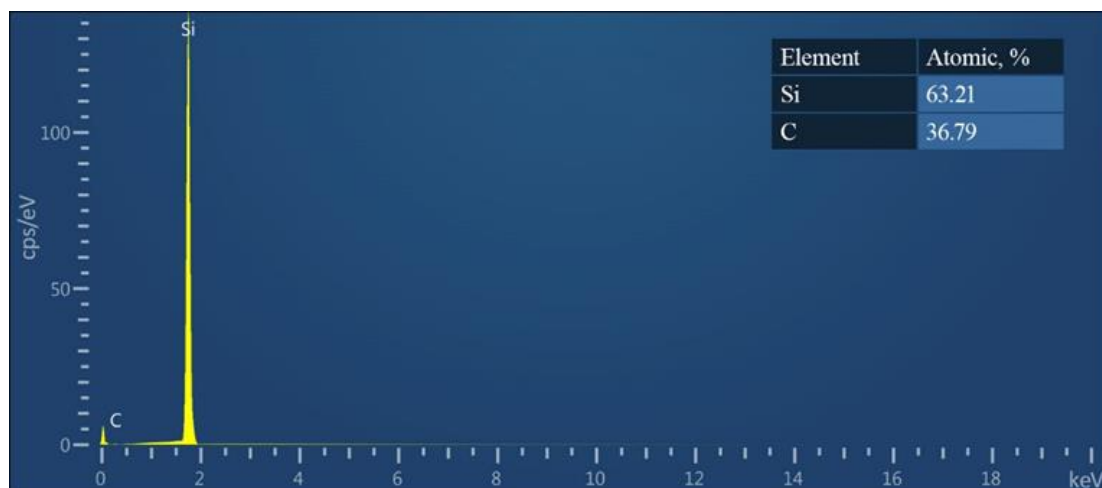 Si
Element Atomic, %
Si 63.21
C 36.79
100
cps/eV
50
C
0
0 2 4 6 8 10 12 14 16 18 keV